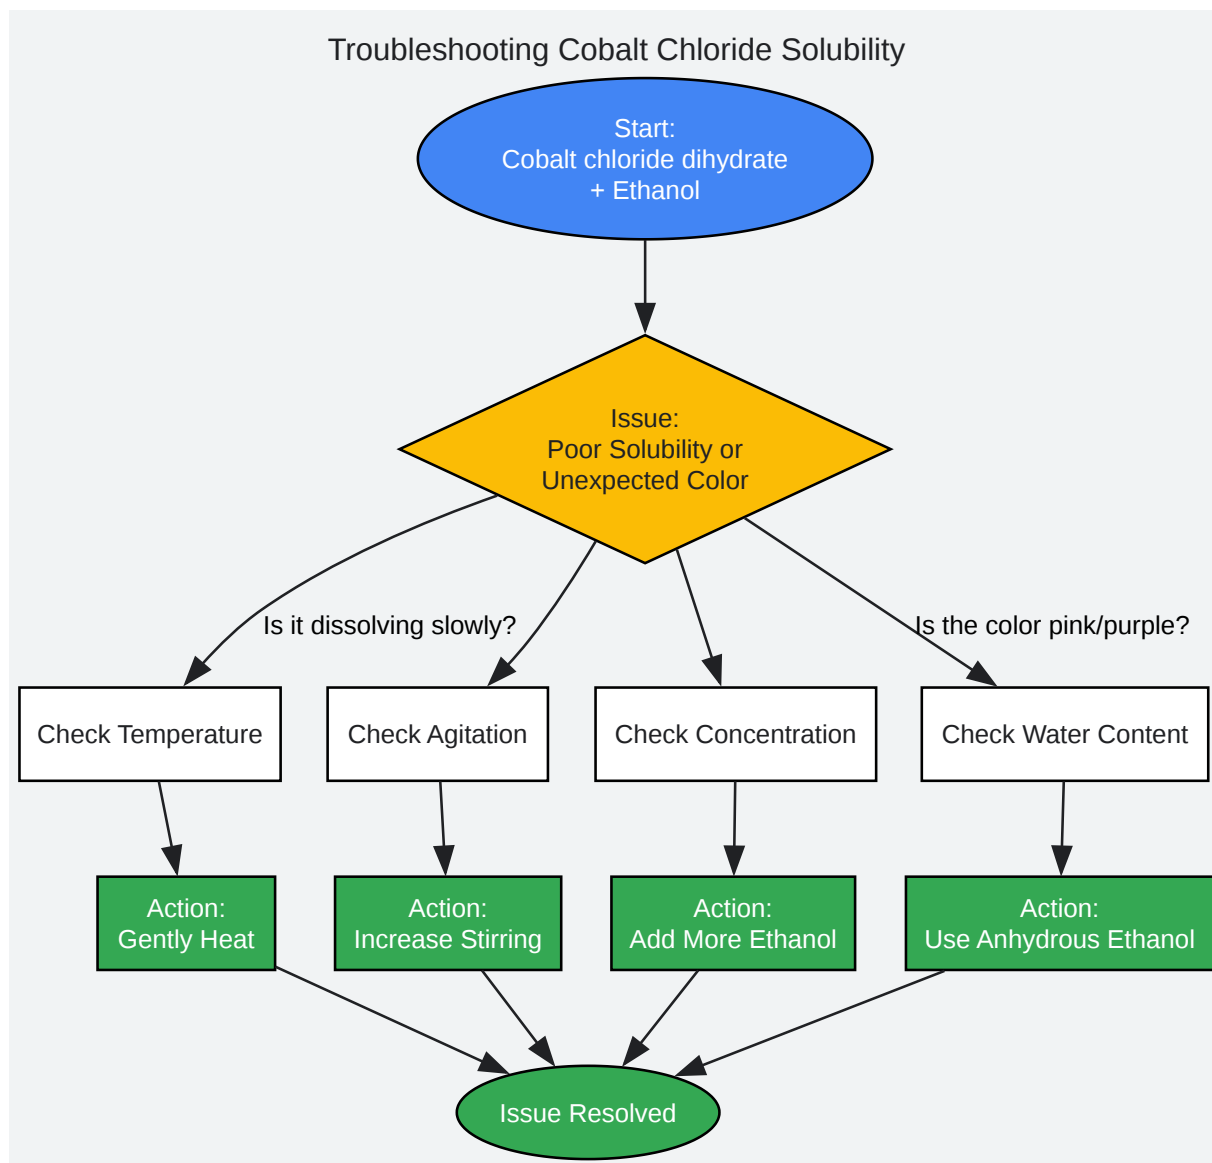 Troubleshooting Cobalt Chloride Solubility
Start:
Cobalt chloride dihydrate
+ Ethanol
Issue:
Poor Solubility or
Unexpected Color
Is it dissolving slowly?
Is the color pink/purple?
Check Temperature
Check Agitation
Check Concentration
Check Water Content
Action:
Gently Heat
Action:
Increase Stirring
Action:
Add More Ethanol
Action:
Use Anhydrous Ethanol
Issue Resolved